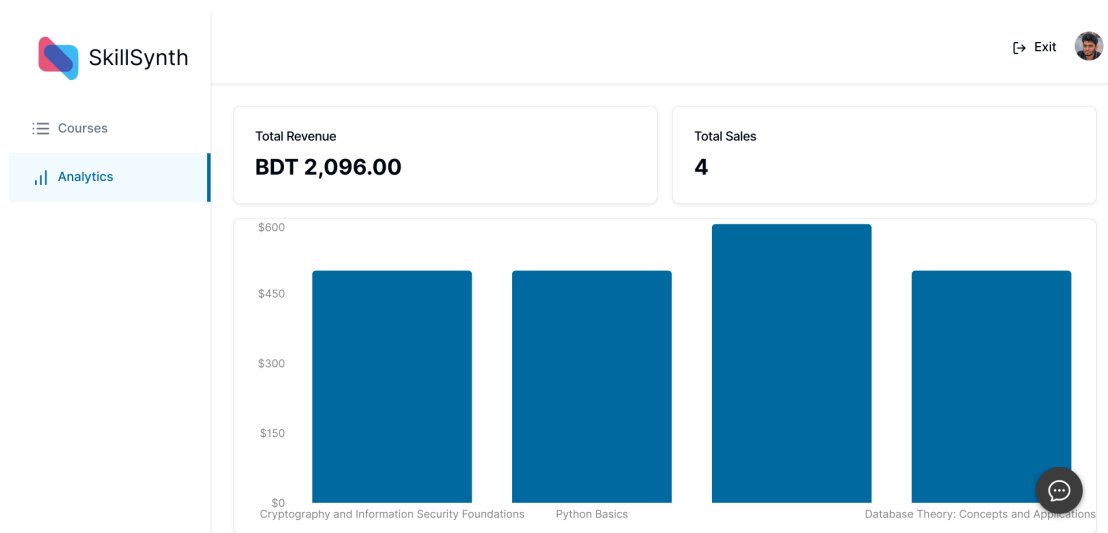 SkillSynth
Exit
Courses
Analytics
Total Revenue
BDT 2,096.00
Total Sales
4
$600
$450
$300
$150
$0
Cryptography and Information Security Foundations
Python Basics
Database Theory: Concepts and Applications